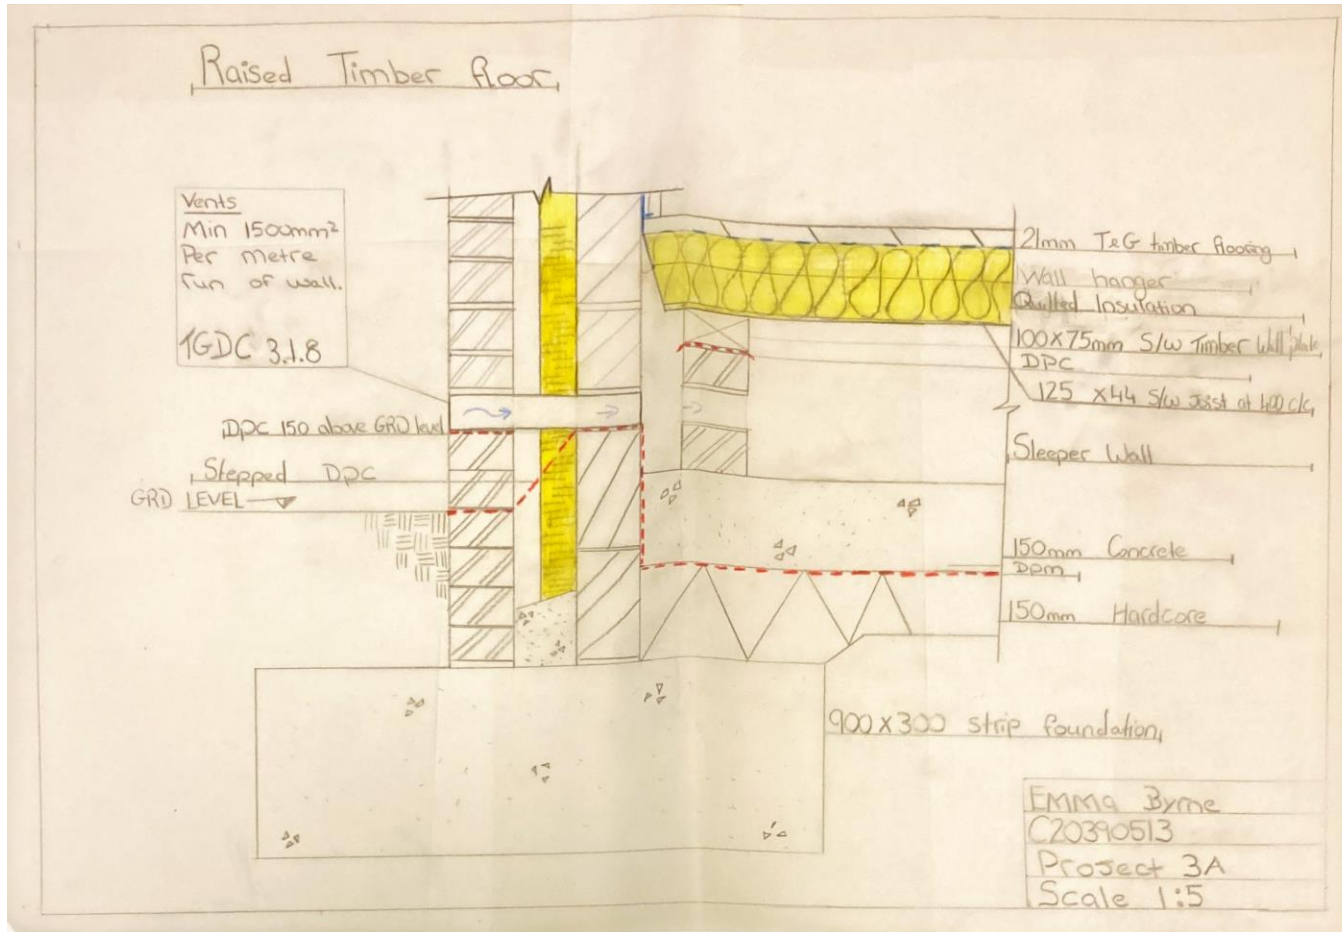 Raised Timber floor
Vents
Min 1500mm²
Per metre
run of wall.
TGDC 3.1.8
DPC 150 above GRD level
Stepped DPC
GRD LEVEL
21mm T&G timber flooring
Wall hanger
Quilted Insulation
100X75mm S/W Timber Wall plate
DPC
125 X44 S/W Joist at 400 c/c
Sleeper Wall
150mm Concrete
DPM
150mm Hardcore
900X300 strip foundation
EMMA Byrne
C20390513
Project 3A
Scale 1:5